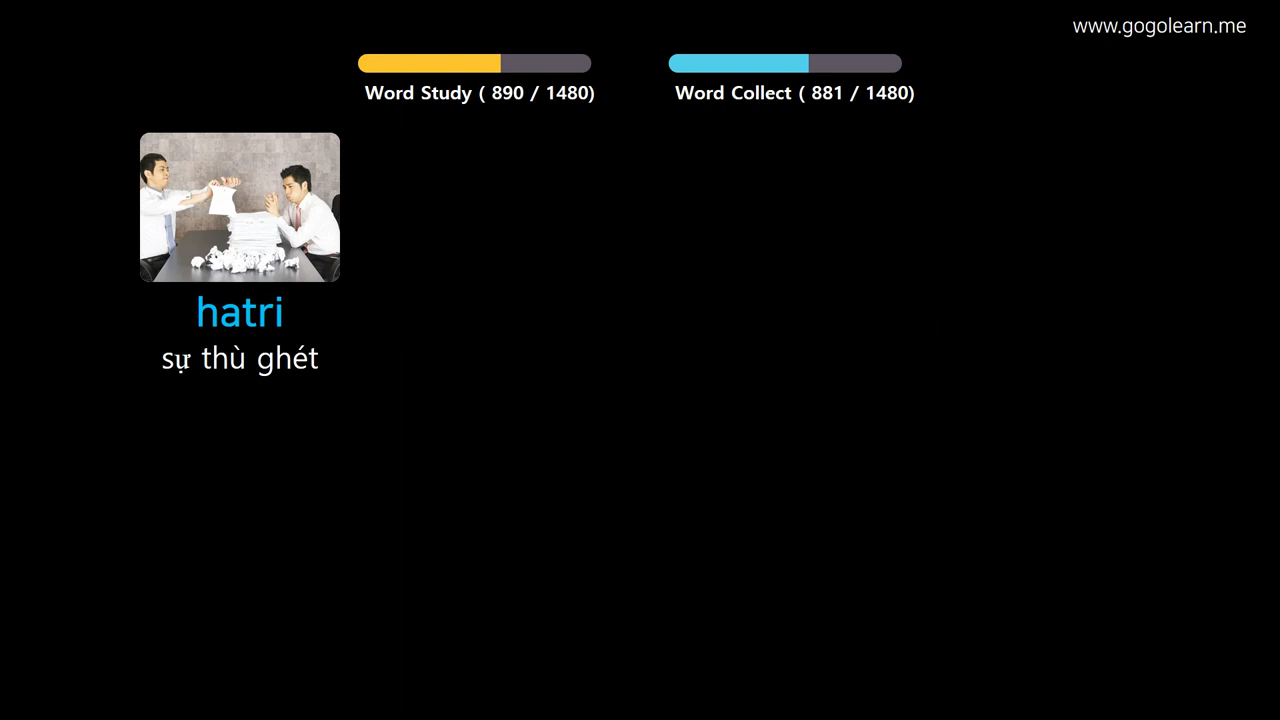 www.gogolearn.me
Word Study ( 890 / 1480)
Word Collect ( 881 / 1480)
hatri
sự thù ghét